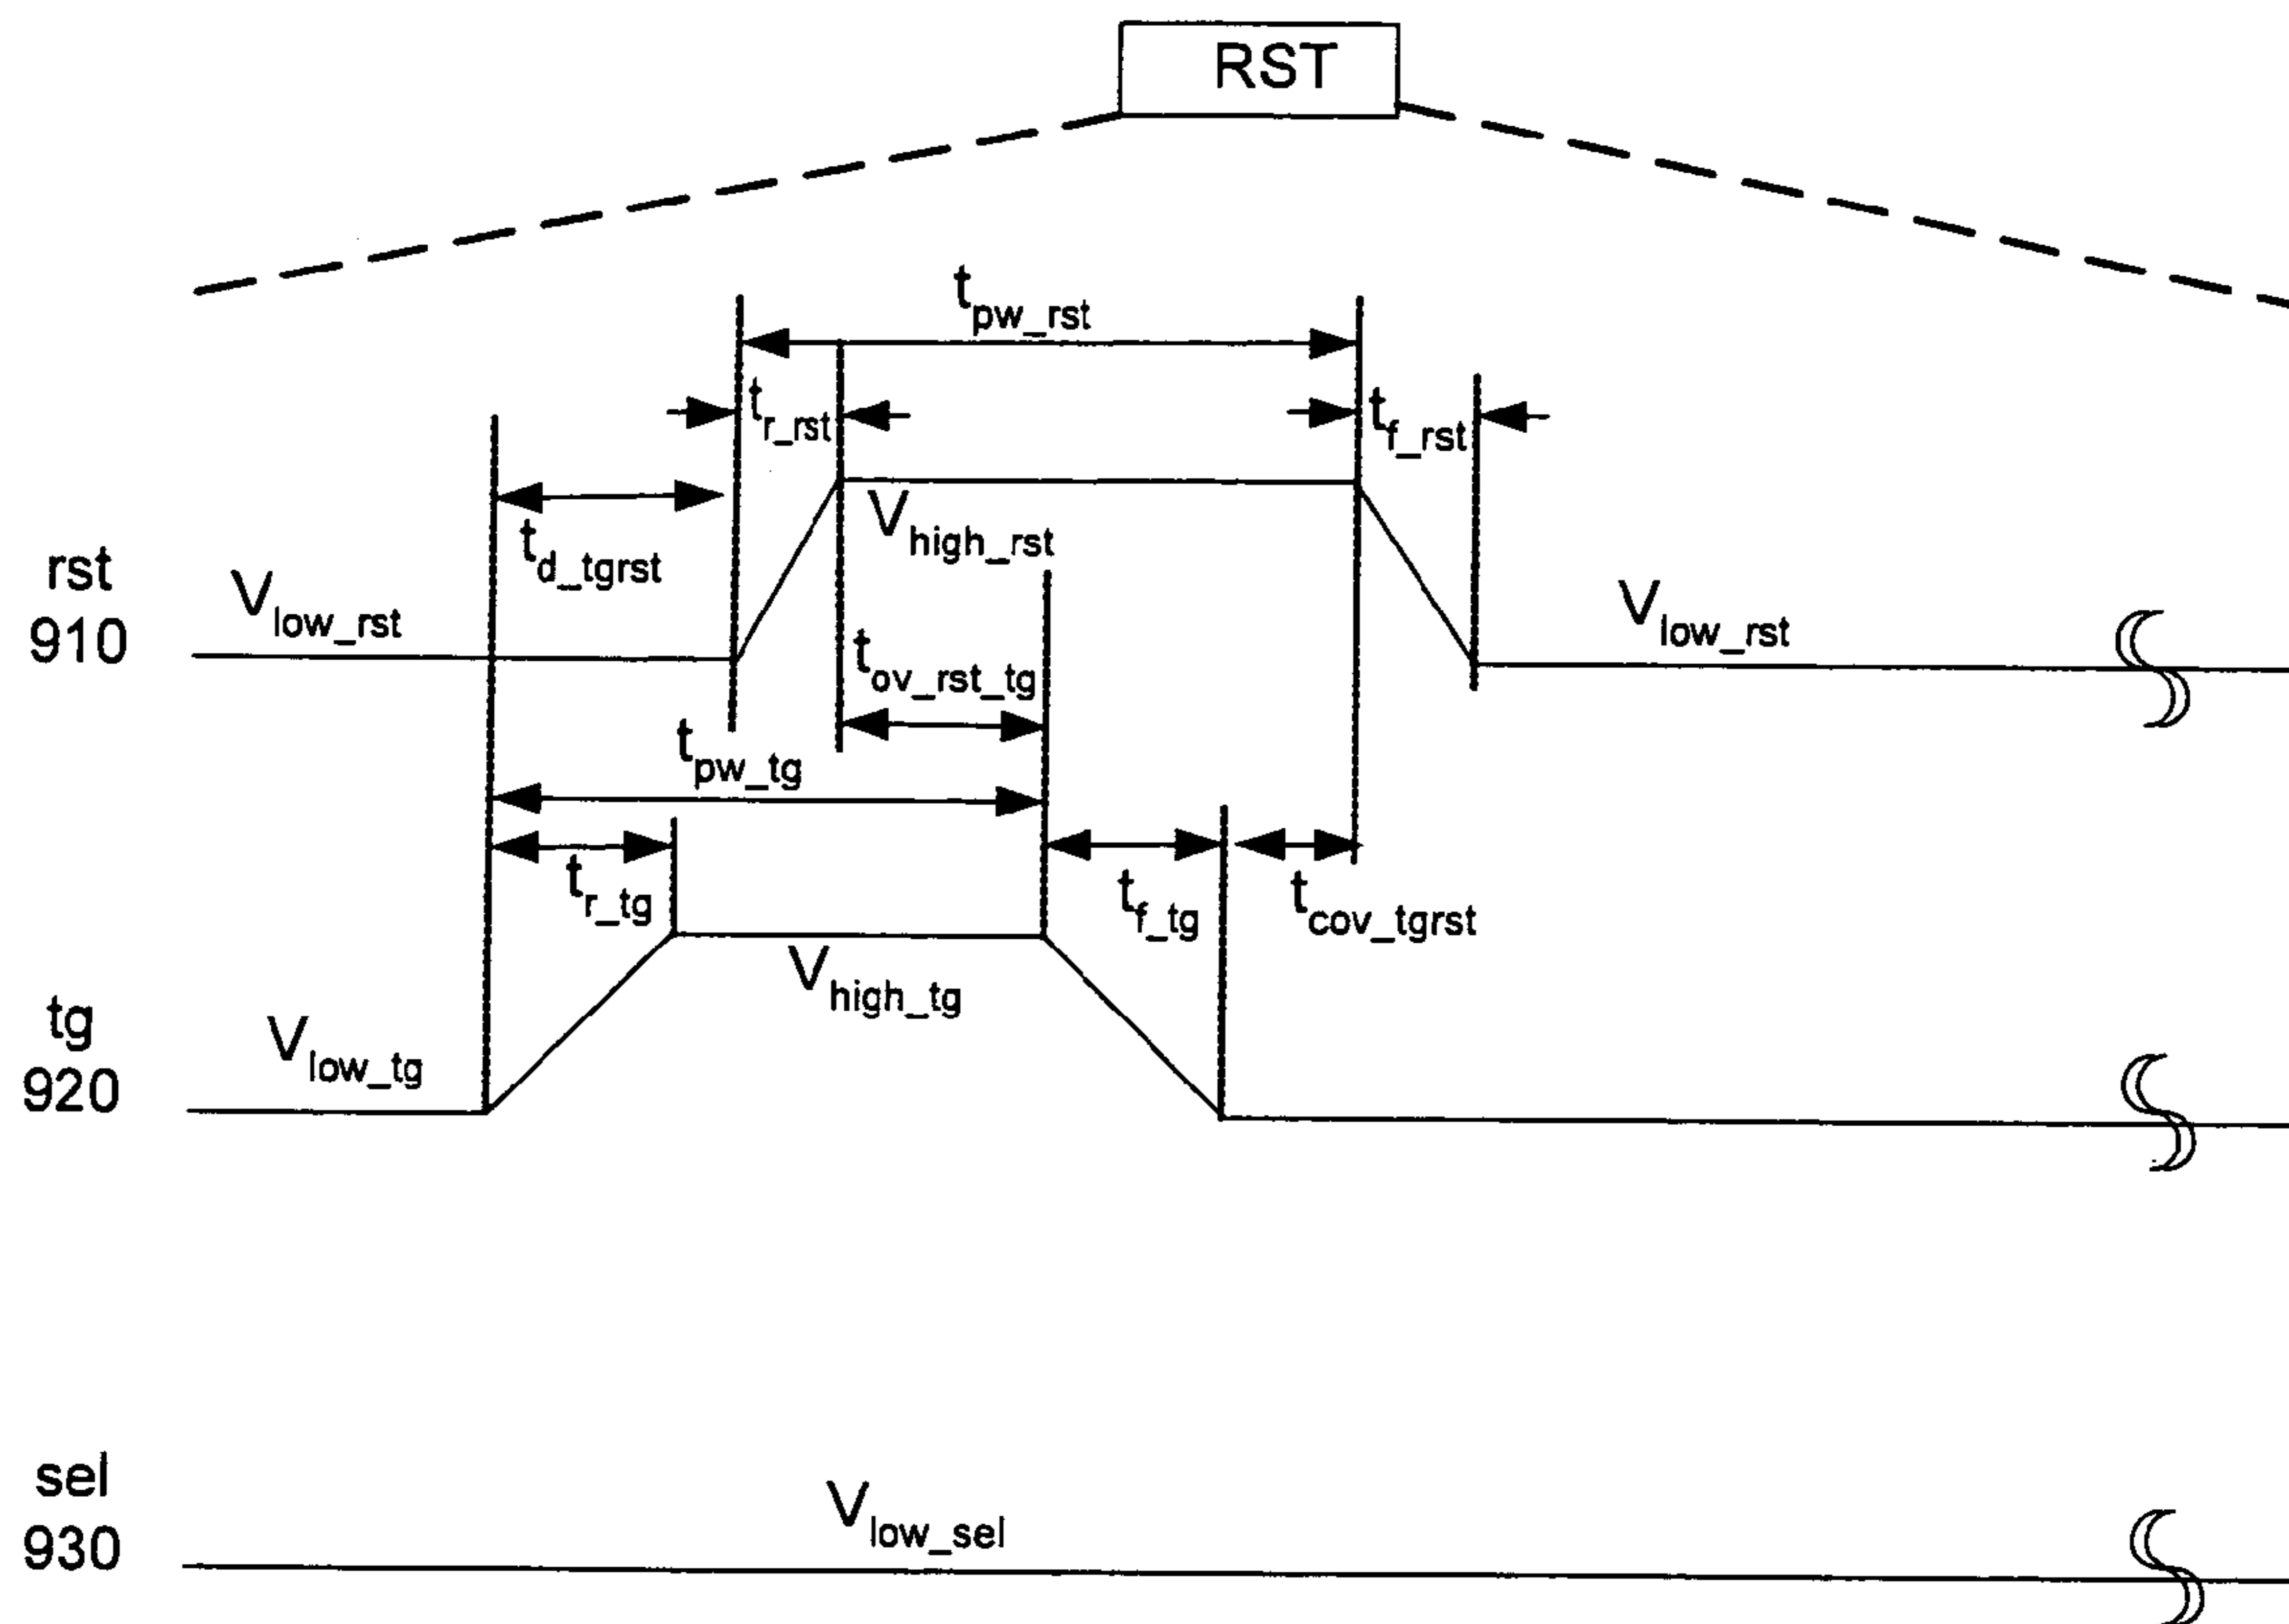 RST
t_pw_rst
t_r_rst
t_f_rst
t_d_tgrst
V_high_rst
rst
910
V_low_rst
V_low_rst
t_ov_rst_tg
t_pw_tg
t_r_tg
t_f_tg
t_cov_tgrst
V_high_tg
tg
920
V_low_tg
sel
930
V_low_sel